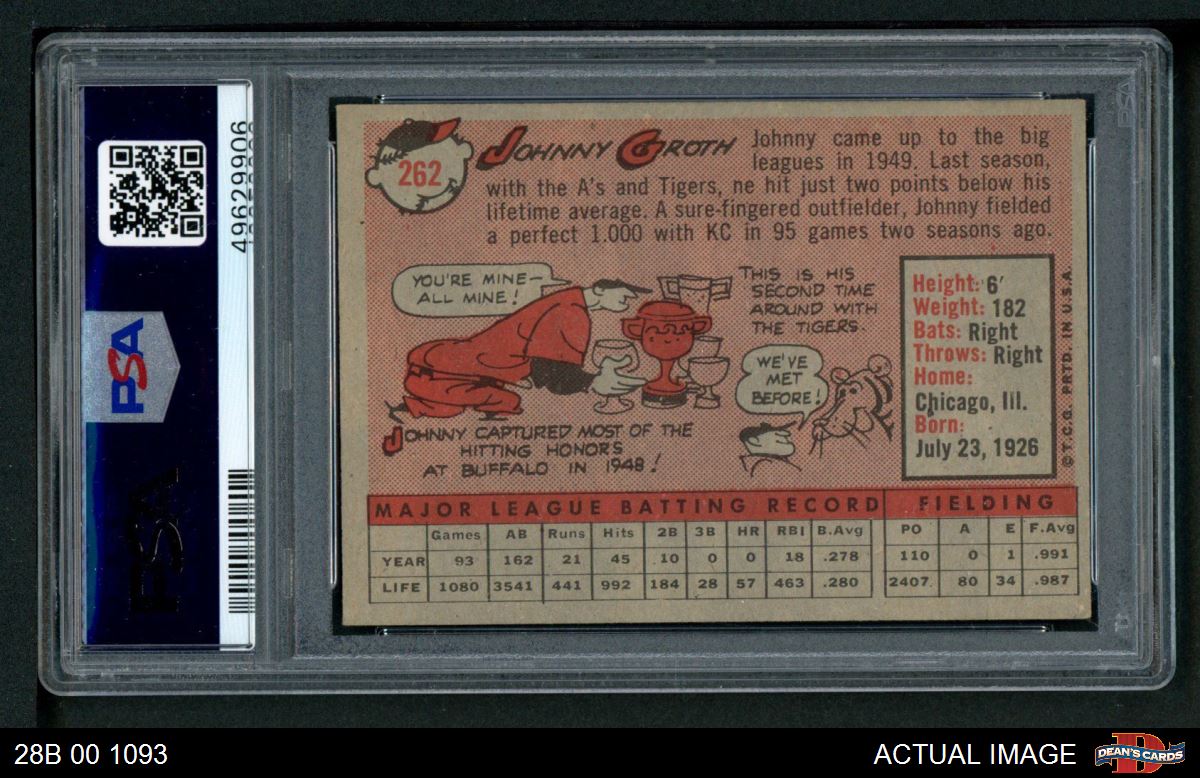 49629906
PSA
PSA
262
JOHNNY GROTH
Johnny came up to the big
leagues in 1949. Last season,
with the A's and Tigers, ne hit just two points below his
lifetime average. A sure-fingered outfielder, Johnny fielded
a perfect 1.000 with KC in 95 games two seasons ago.
YOU'RE MINE—
ALL MINE!
JOHNNY CAPTURED MOST OF THE
HITTING HONORS
AT BUFFALO IN 1948!
THIS IS HIS
SECOND TIME
AROUND WITH
THE TIGERS.
WE'VE
MET
BEFORE!
Height: 6'
Weight: 182
Bats: Right
Throws: Right
Home:
Chicago, Ill.
Born:
July 23, 1926
© T.C.G. PRTD. IN U.S.A.
MAJOR LEAGUE BATTING RECORD FIELDING
Games AB Runs Hits 2B 3B HR RBI B.Avg PO A E F.Avg
YEAR 93 162 21 45 10 0 0 18 .278 110 0 1 .991
LIFE 1080 3541 441 992 184 28 57 463 .280 2407 80 34 .987
PSA
28B 00 1093
ACTUAL IMAGE
DEAN'S CARDS